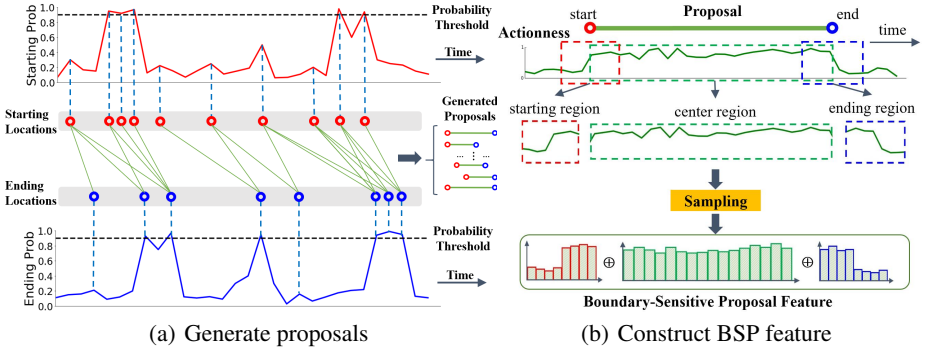 Starting Prob
1.0
0.8
0.6
0.4
0.2
0.0
Probability
Threshold
Time
Starting
Locations
Generated
Proposals
... ...
Ending
Locations
Ending Prob
1.0
0.8
0.6
0.4
0.2
0.0
Probability
Threshold
Time
(a) Generate proposals
start
Proposal
end
time
Actionness
1
0
starting region
center region
ending region
Sampling
⊕
⊕
Boundary-Sensitive Proposal Feature
(b) Construct BSP feature